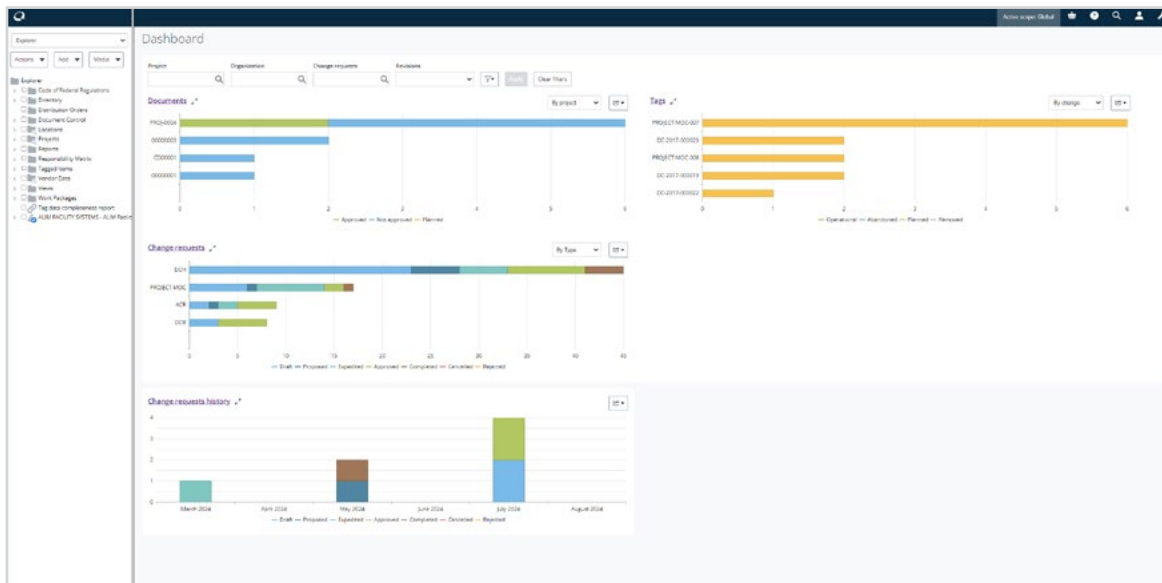 Active scope: Global
Explorer
Actions
Add
Media
Explorer
Code of Federal Regulations
Directory
Distribution Orders
Document Control
Locations
Projects
Reports
Responsibility Matrix
Tagged Items
Vendor Data
Views
Work Packages
Tag data completeness report
ALIM FACILITY SYSTEMS - ALIM Facilit
Dashboard
Project
Organization
Change requests
Revisions
Apply
Clear filters
Documents
By project
PROJ-0004
00000003
00000001
0 1 2 3 4 5 6
Approved Not approved Planned
Tags
By change
PROJECT-MOC-007
DC-2017-000020
PROJECT-MOC-008
DC-2017-000019
DC-2017-000022
0 1 2 3 4 5 6
Operational Abandoned Planned Removed
Change requests
By Type
PROJECT-MOC
ACR
DCR
0 5 10 15 20 25 30 35 40 45
Draft Proposed Expedited Approved Completed Cancelled Rejected
Change requests history
4
3
2
1
0
March 2024 April 2024 May 2024 June 2024 July 2024 August 2024
Draft Proposed Expedited Approved Completed Cancelled Rejected